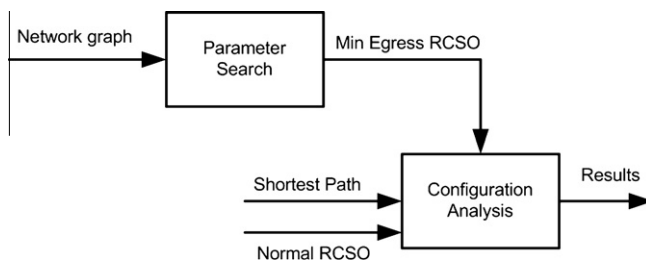 Network graph
Parameter
Search
Min Egress RCSO
Shortest Path
Configuration
Analysis
Results
Normal RCSO